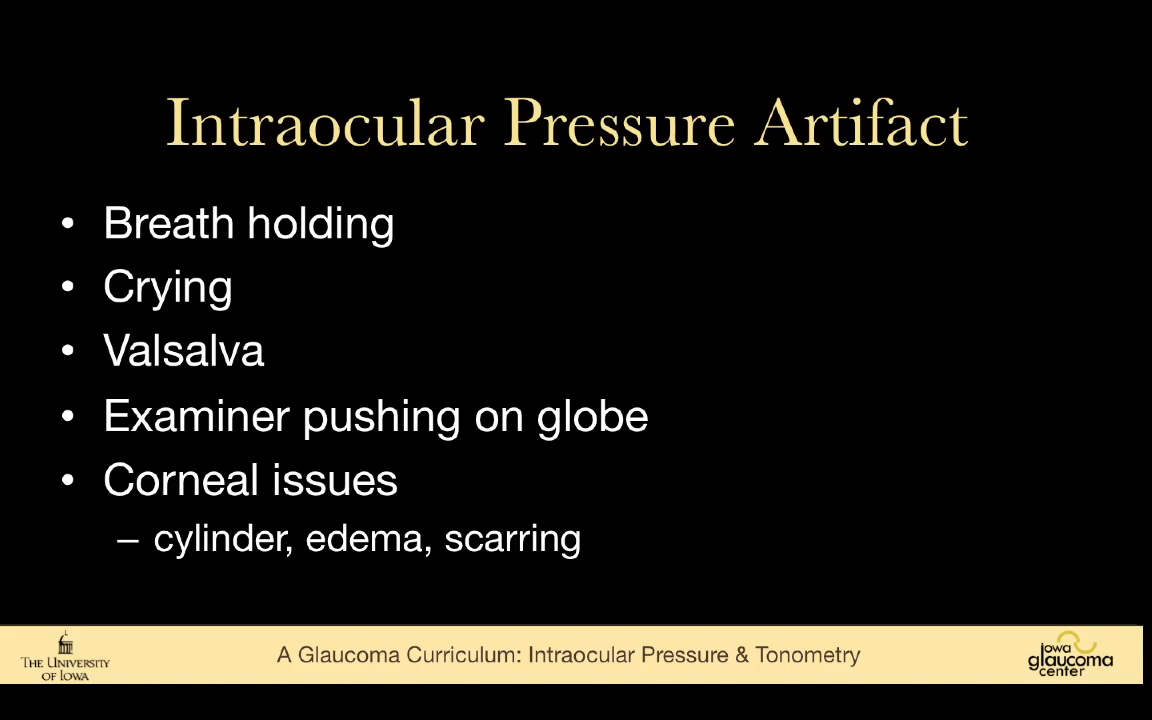 Intraocular Pressure Artifact
• Breath holding
• Crying
• Valsalva
• Examiner pushing on globe
• Corneal issues
– cylinder, edema, scarring
THE UNIVERSITY
OF IOWA
A Glaucoma Curriculum: Intraocular Pressure & Tonometry
iowa
glaucoma
center